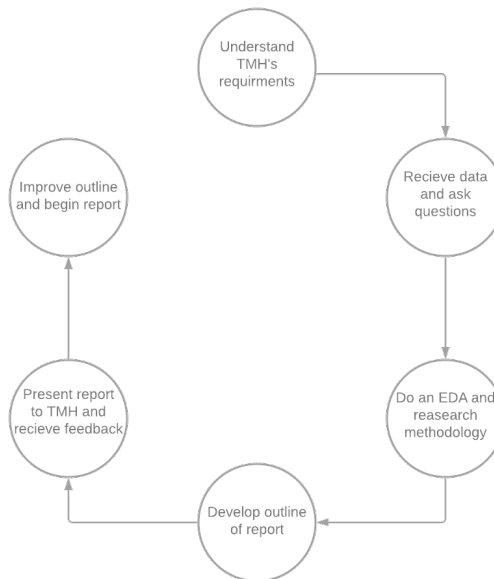 Understand
TMH's
requirments
Recieve data
and ask
questions
Do an EDA and
reasearch
methodology
Develop outline
of report
Present report
to TMH and
recieve feedback
Improve outline
and begin report